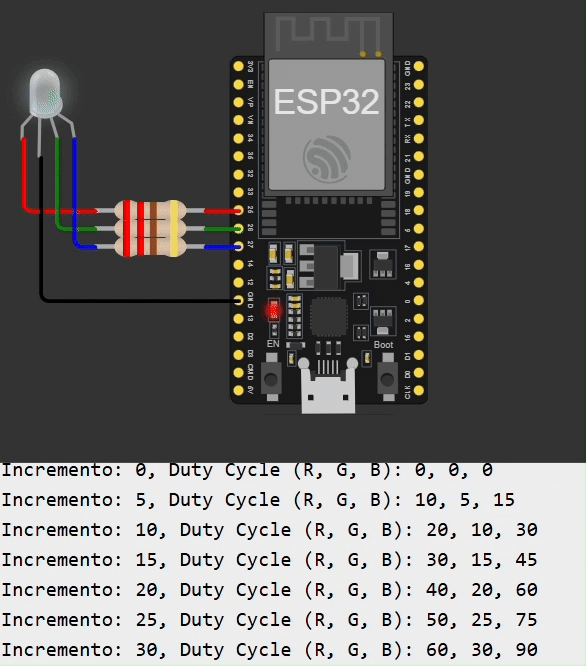 ESP32
3V3
EN
VP
VN
34
35
32
33
25
26
27
14
12
GND
13
D2
D3
CMD
5V
GND
23
22
TX
RX
21
GND
19
18
5
17
16
4
0
2
15
D1
D0
CLK
EN
Boot
Incremento: 0, Duty Cycle (R, G, B): 0, 0, 0
Incremento: 5, Duty Cycle (R, G, B): 10, 5, 15
Incremento: 10, Duty Cycle (R, G, B): 20, 10, 30
Incremento: 15, Duty Cycle (R, G, B): 30, 15, 45
Incremento: 20, Duty Cycle (R, G, B): 40, 20, 60
Incremento: 25, Duty Cycle (R, G, B): 50, 25, 75
Incremento: 30, Duty Cycle (R, G, B): 60, 30, 90